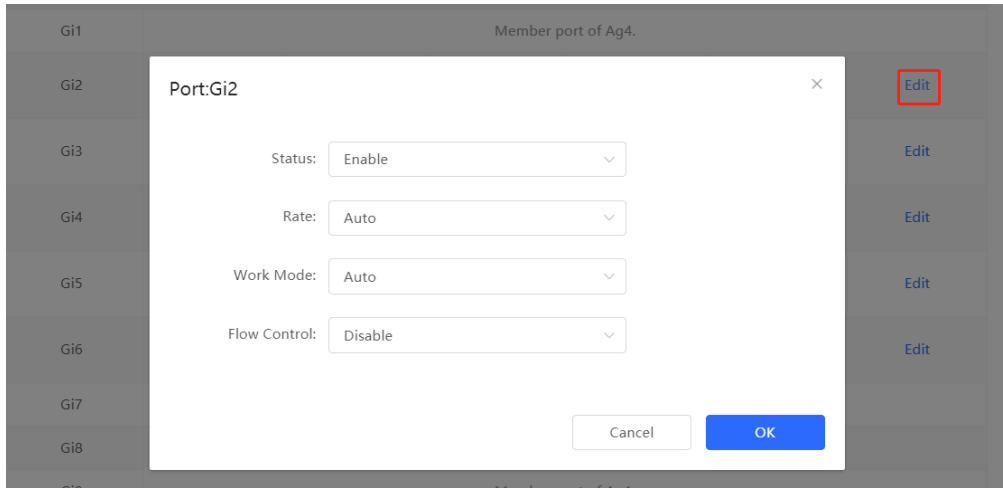 Gi1 Member port of Ag4.
Gi2 Edit
Port:Gi2
Status: Enable
Gi3 Edit
Rate: Auto
Gi4 Edit
Work Mode: Auto
Gi5 Edit
Flow Control: Disable
Gi6 Edit
Gi7
Cancel OK
Gi8